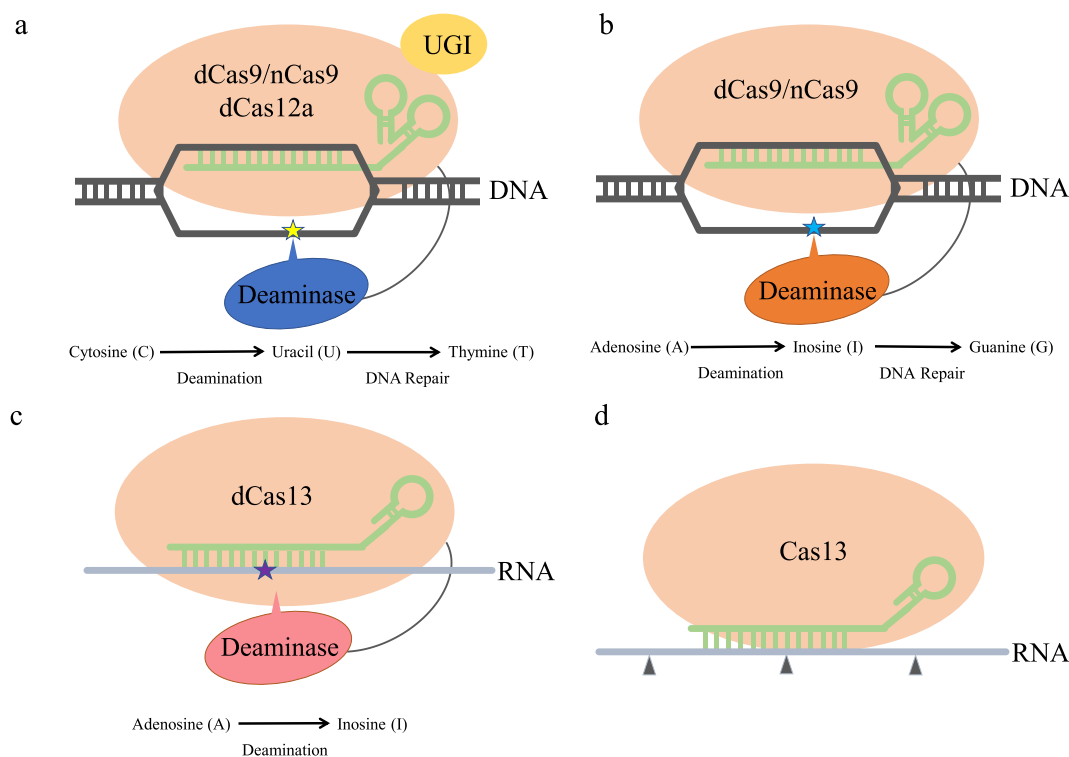 a
UGI
dCas9/nCas9
dCas12a
DNA
Deaminase
Cytosine (C)
Uracil (U)
Thymine (T)
Deamination
DNA Repair
b
dCas9/nCas9
DNA
Deaminase
Adenosine (A)
Inosine (I)
Guanine (G)
Deamination
DNA Repair
c
dCas13
RNA
Deaminase
Adenosine (A)
Inosine (I)
Deamination
d
Cas13
RNA